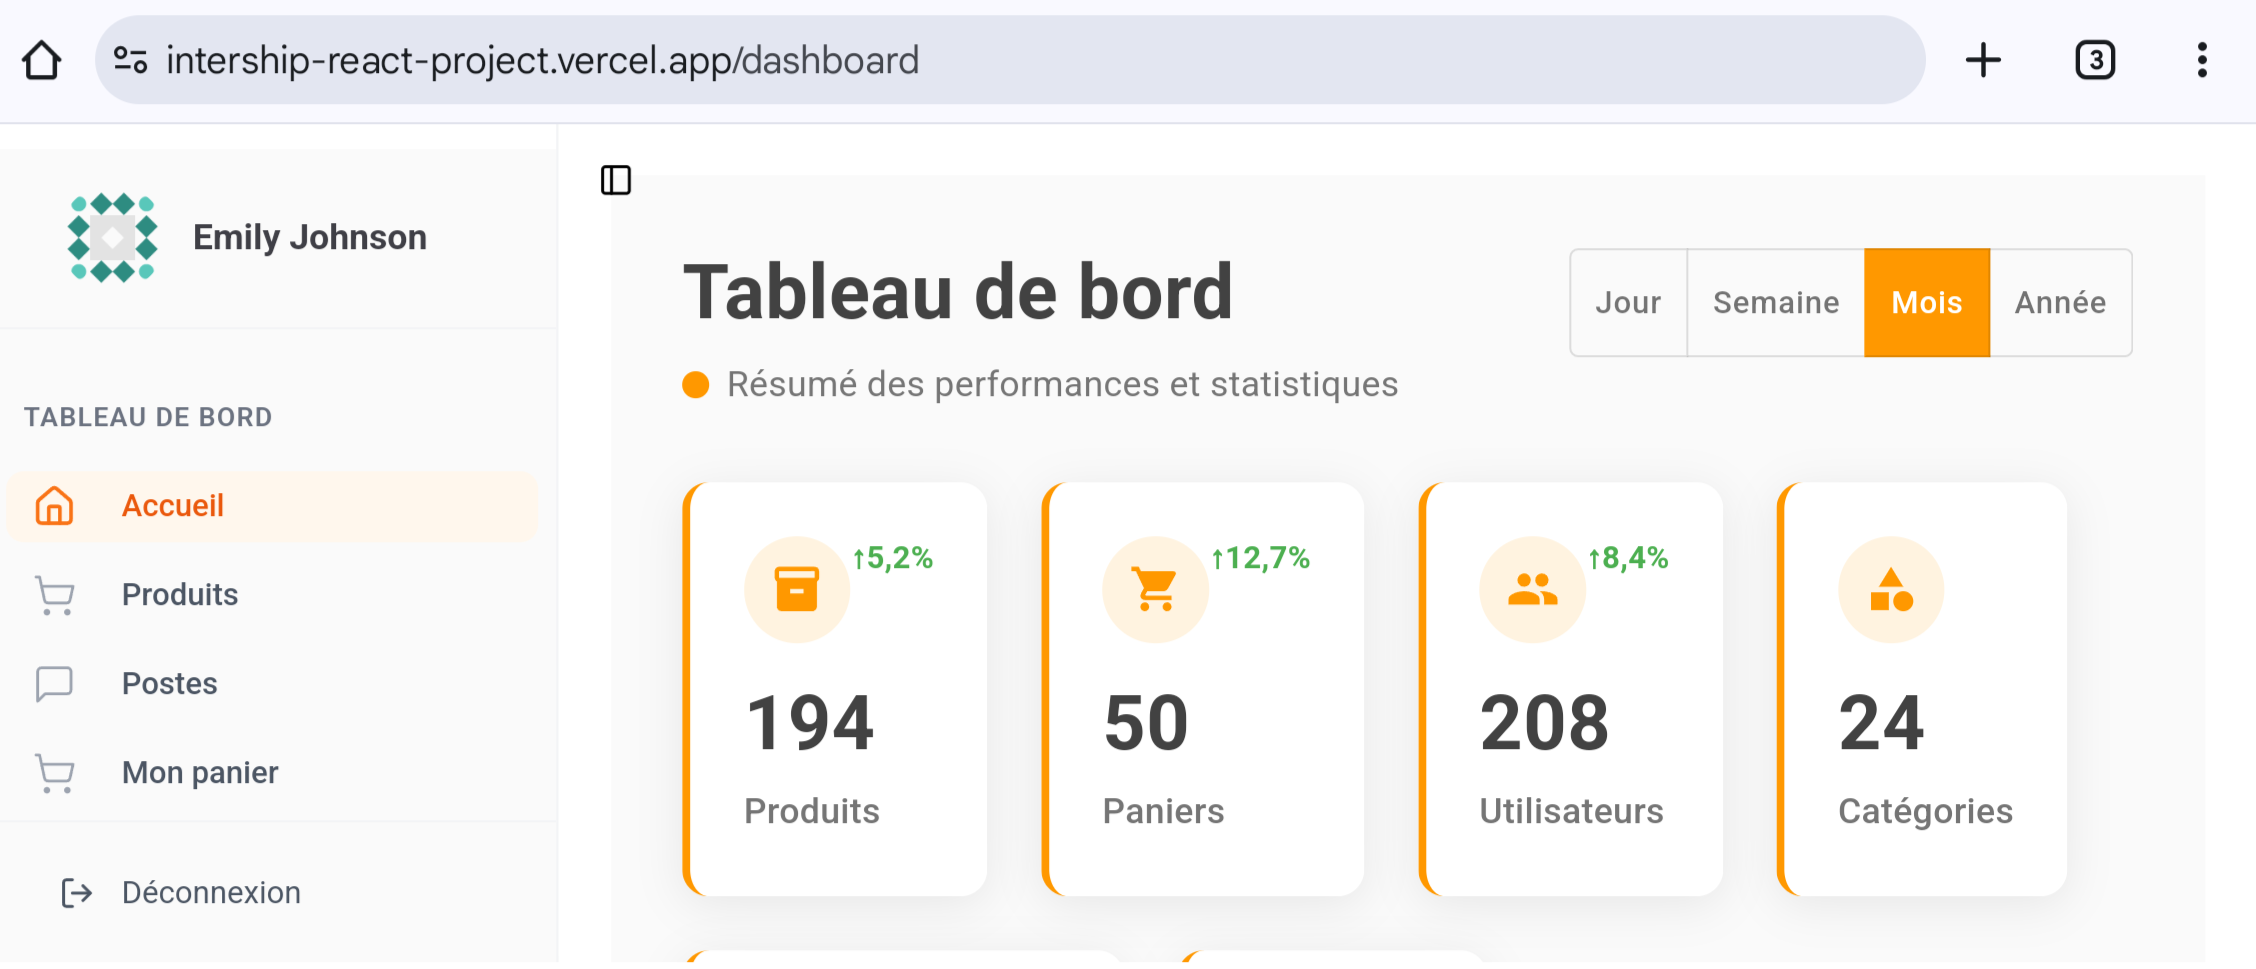 intership-react-project.vercel.app/dashboard
3
Emily Johnson
TABLEAU DE BORD
Accueil
Produits
Postes
Mon panier
Déconnexion
Tableau de bord
Résumé des performances et statistiques
Jour
Semaine
Mois
Année
↑5,2%
194
Produits
↑12,7%
50
Paniers
↑8,4%
208
Utilisateurs
24
Catégories